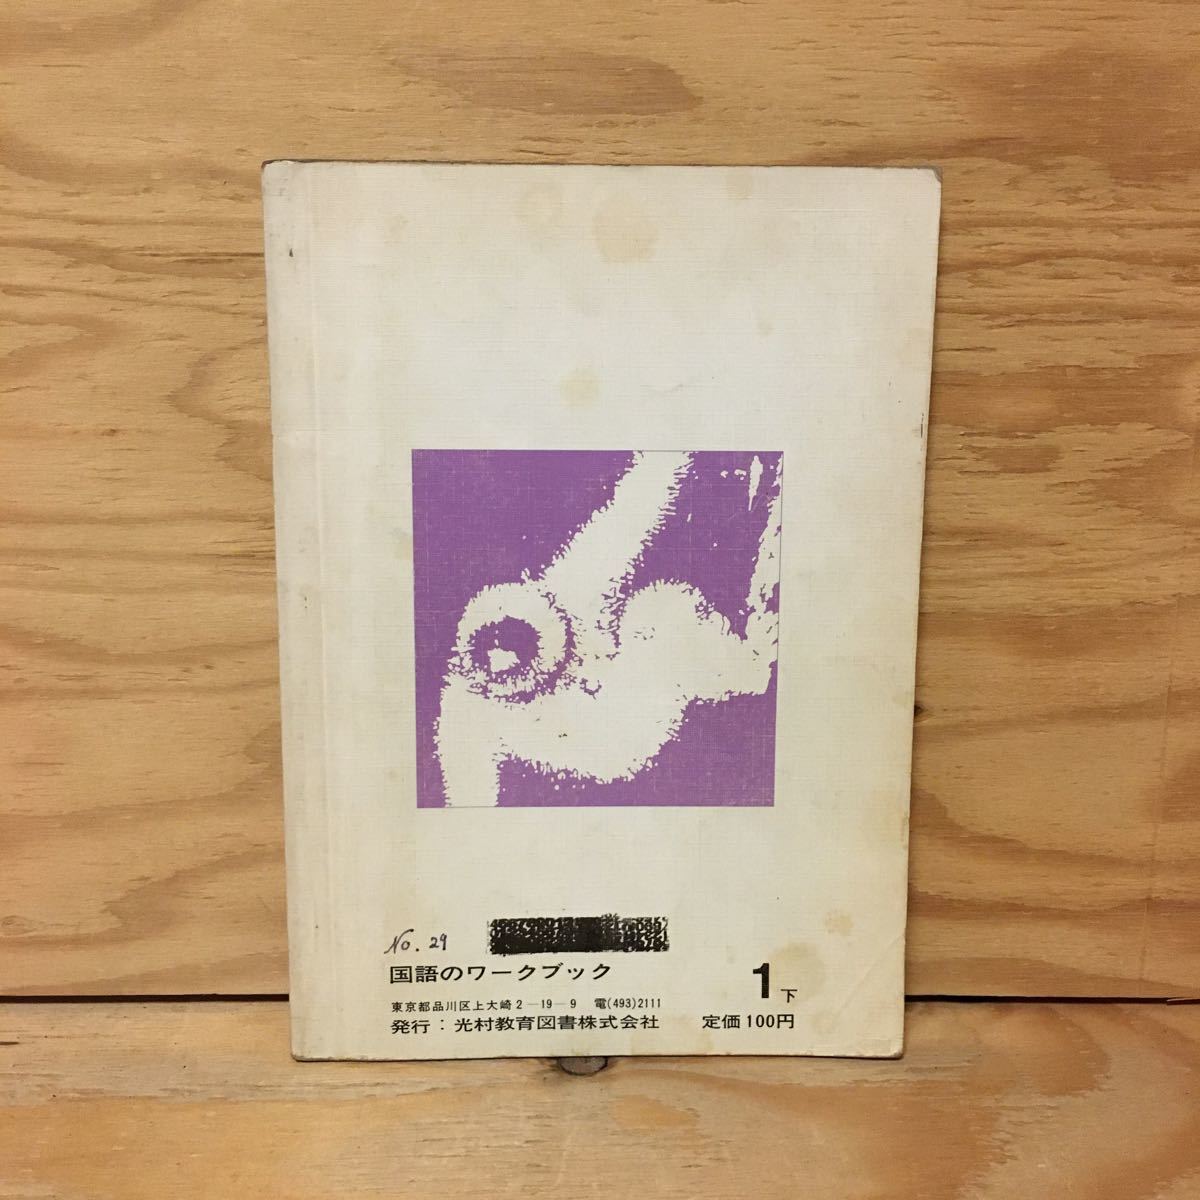 No. 29
国語のワークブック 1下
東京都品川区上大崎2-19-9 電(493)2111
発行：光村教育図書株式会社 定価100円